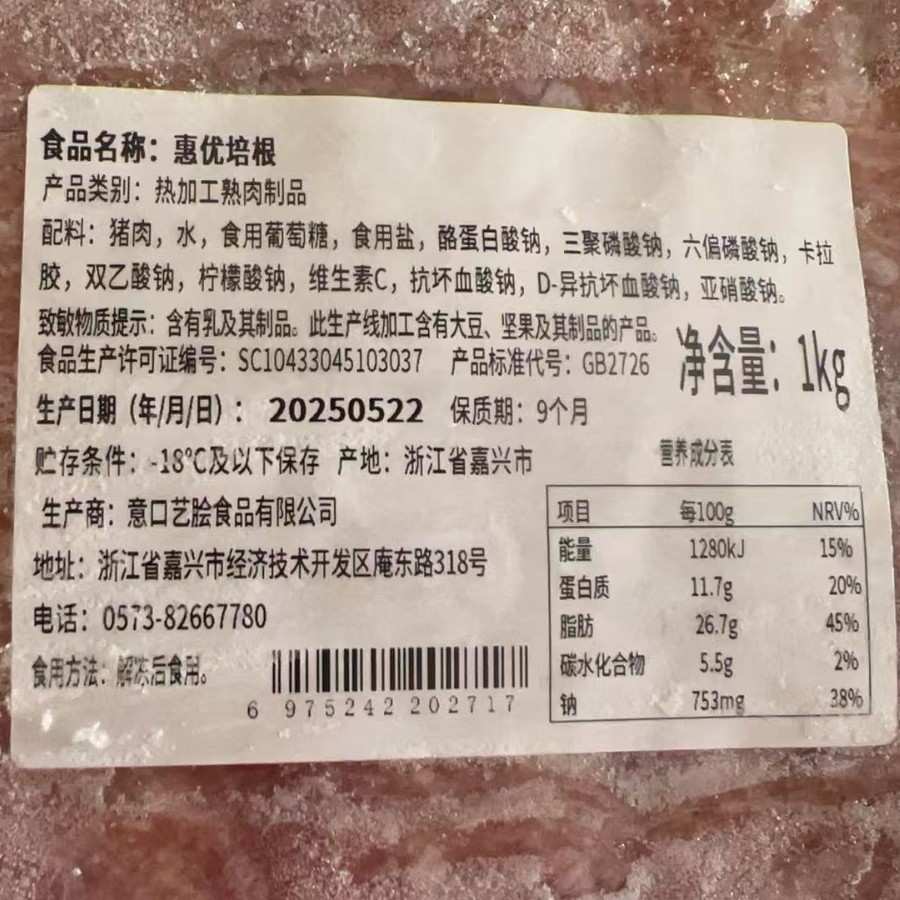 食品名称：惠优培根
产品类别：热加工熟肉制品
配料：猪肉，水，食用葡萄糖，食用盐，酪蛋白酸钠，三聚磷酸钠，六偏磷酸钠，卡拉
胶，双乙酸钠，柠檬酸钠，维生素C，抗坏血酸钠，D-异抗坏血酸钠，亚硝酸钠。
致敏物质提示：含有乳及其制品。此生产线加工含有大豆、坚果及其制品的产品。
食品生产许可证编号：SC10433045103037 产品标准代号：GB2726
净含量：1kg
生产日期（年/月/日）：20250522 保质期：9个月
贮存条件：-18°C及以下保存 产地：浙江省嘉兴市
生产商：意口艺脍食品有限公司
地址：浙江省嘉兴市经济技术开发区庵东路318号
电话：0573-82667780
食用方法：解冻后食用。
6 975242 202717
营养成分表
项目 每100g NRV%
能量 1280kJ 15%
蛋白质 11.7g 20%
脂肪 26.7g 45%
碳水化合物 5.5g 2%
钠 753mg 38%